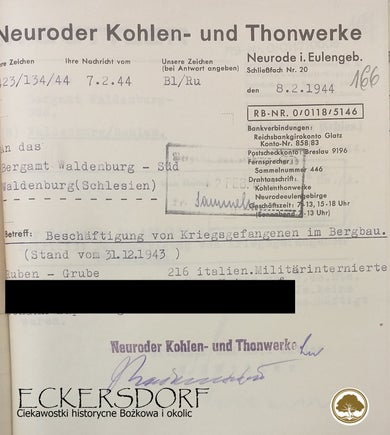 Neuroder Kohlen- und Thonwerke
re Zeichen
Ihre Nachricht vom
Unsere Zeichen
(bei Antwort angeben)
Neurode i. Eulengeb.
Schließfach Nr. 20
,23/134/44
7.2.44
Bl/Ru
den 8.2.1944
166
RB-NR. 0/0118/5146
Bankverbindungen:
Reichsbankgirokonto Glatz
Konto-Nr. 858/83
Postscheckkonto Breslau 9196
Fernsprecher
Sammelnummer 446
Drahtanschrift
Kohlenthonwerke
Neurodeeulengebirge
Geschäftszeit: 7-13, 15-18 Uhr
(Sonnabend 7-13 Uhr)
An das
Bergamt Waldenburg - Süd
Waldenburg(Schlesien)
Betreff: Beschäftigung von Kriegsgefangenen im Bergbau.
(Stand vom 31.12.1943 )
Ruben - Grube 216 italien.Militärinternierte
Neuroder Kohlen- und Thonwerke
ECKERSDORF
Ciekawostki historyczne Bożkowa i okolic